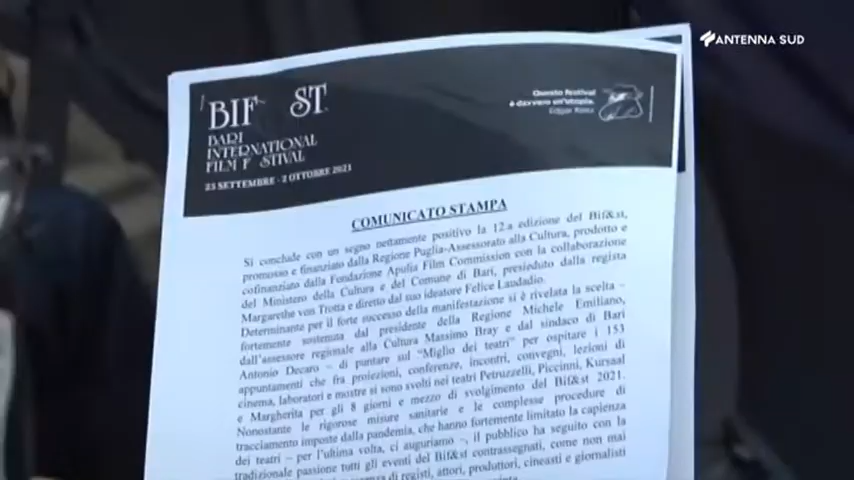 ANTENNA SUD
BIF ST
BARI
INTERNATIONAL
FILM F STIVAL
23 SETTEMBRE - 2 OTTOBRE 2021
Questo festival
è davvero un'utopia.
Edgar Reitz
COMUNICATO STAMPA
Si conclude con un segno nettamente positivo la 12.a edizione del Bif&st,
promosso e finanziato dalla Regione Puglia-Assessorato alla Cultura, prodotto e
cofinanziato dalla Fondazione Apulia Film Commission con la collaborazione
del Ministero della Cultura e del Comune di Bari, presieduto dalla regista
Margarethe von Trotta e diretto dal suo ideatore Felice Laudadio.
Determinante per il forte successo della manifestazione si è rivelata la scelta –
fortemente sostenuta dal presidente della Regione Michele Emiliano,
dall'assessore regionale alla Cultura Massimo Bray e dal sindaco di Bari
Antonio Decaro – di puntare sul "Miglio dei teatri" per ospitare i 153
appuntamenti che fra proiezioni, conferenze, incontri, convegni, lezioni di
cinema, laboratori e mostre si sono svolti nei teatri Petruzzelli, Piccinni, Kursaal
e Margherita per gli 8 giorni e mezzo di svolgimento del Bif&st 2021.
Nonostante le rigorose misure sanitarie e le complesse procedure di
tracciamento imposte dalla pandemia, che hanno fortemente limitato la capienza
dei teatri – per l'ultima volta, ci auguriamo –, il pubblico ha seguito con la
tradizionale passione tutti gli eventi del Bif&st contrassegnati, come non mai
di registi, attori, produttori, cineasti e giornalisti